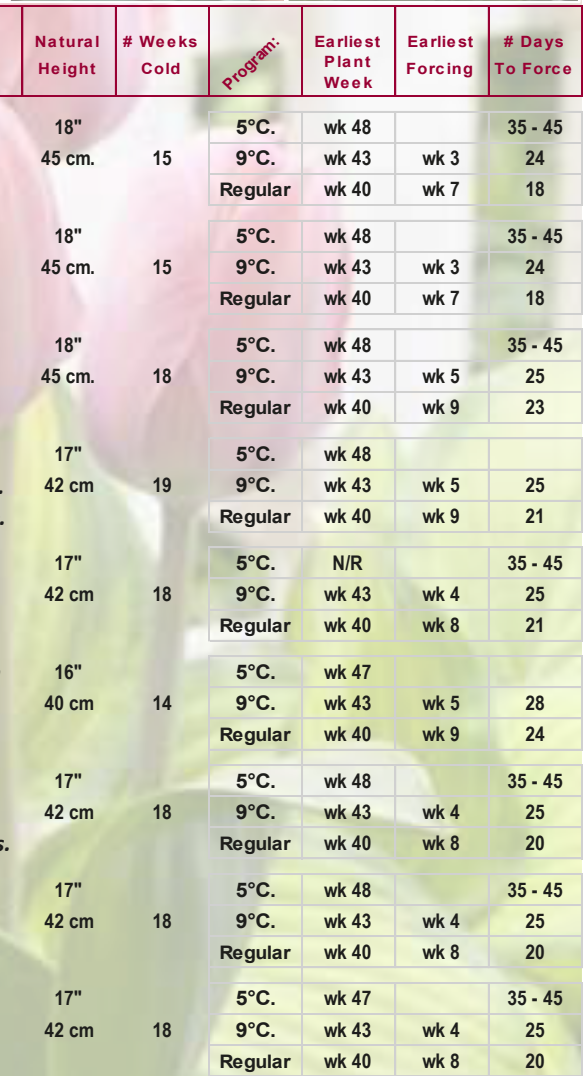 Natural Height # Weeks Cold Program: Earliest Plant Week Earliest Forcing # Days To Force
18" 5°C. wk 48 35 - 45
45 cm. 15 9°C. wk 43 wk 3 24
Regular wk 40 wk 7 18
18" 5°C. wk 48 35 - 45
45 cm. 15 9°C. wk 43 wk 3 24
Regular wk 40 wk 7 18
18" 5°C. wk 48 35 - 45
45 cm. 18 9°C. wk 43 wk 5 25
Regular wk 40 wk 9 23
17" 5°C. wk 48
42 cm 19 9°C. wk 43 wk 5 25
Regular wk 40 wk 9 21
17" 5°C. N/R 35 - 45
42 cm 18 9°C. wk 43 wk 4 25
Regular wk 40 wk 8 21
16" 5°C. wk 47
40 cm 14 9°C. wk 43 wk 5 28
Regular wk 40 wk 9 24
17" 5°C. wk 48 35 - 45
42 cm 18 9°C. wk 43 wk 4 25
s. Regular wk 40 wk 8 20
17" 5°C. wk 48 35 - 45
42 cm 18 9°C. wk 43 wk 4 25
Regular wk 40 wk 8 20
17" 5°C. wk 47 35 - 45
42 cm 18 9°C. wk 43 wk 4 25
Regular wk 40 wk 8 20